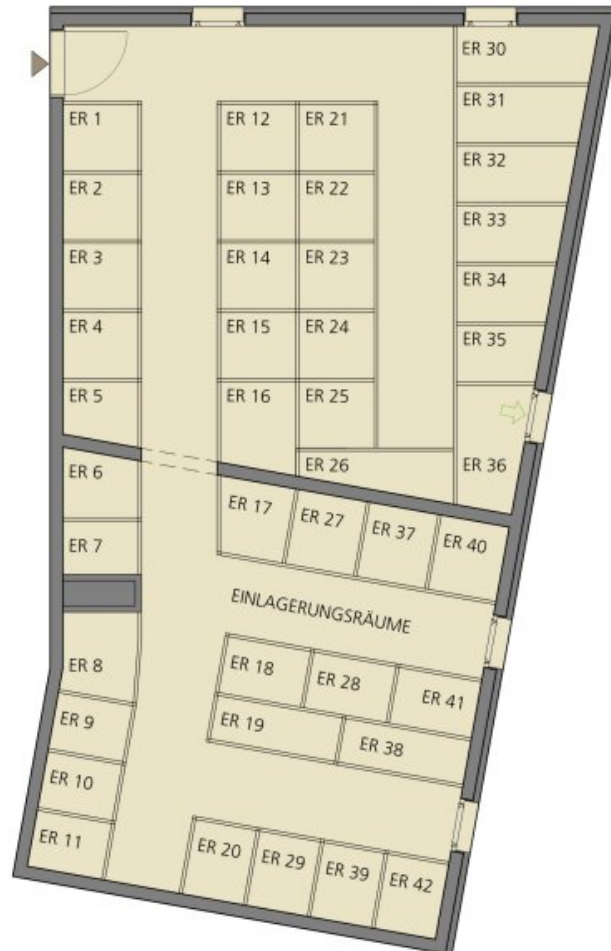 ER 30
ER 1
ER 12
ER 21
ER 31
ER 2
ER 13
ER 22
ER 32
ER 3
ER 14
ER 23
ER 33
ER 4
ER 15
ER 24
ER 34
ER 5
ER 16
ER 25
ER 35
ER 26
ER 36
ER 6
ER 7
ER 17
ER 27
ER 37
ER 40
EINLAGERUNGSRÄUME
ER 8
ER 18
ER 28
ER 41
ER 9
ER 19
ER 38
ER 10
ER 11
ER 20
ER 29
ER 39
ER 42